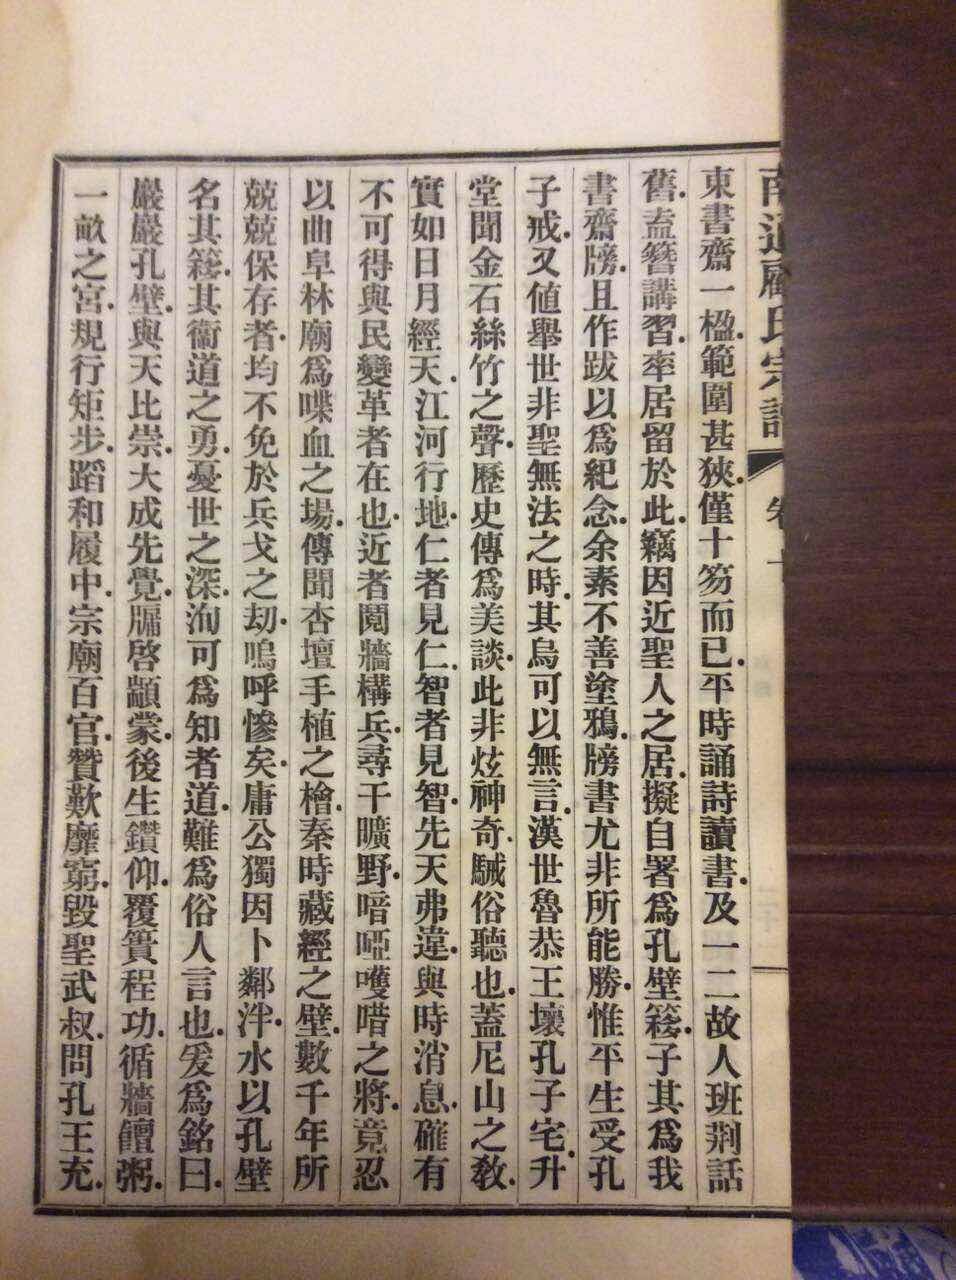 南通顧氏宗譜 卷
東書齋一楹.範圍甚狹.僅十笏而已.平時誦詩讀書.及一二故人班荆話
舊.盍簪講習.率居留於此.竊因近聖人之居.擬自署爲孔壁簃.子其爲我
書齋牓.且作跋以爲紀念.余素不善塗鴉.牓書尤非所能勝.惟平生受孔
子戒.又値舉世非聖無法之時.其烏可以無言.漢世魯恭王壞孔子宅.升
堂聞金石絲竹之聲.歷史傳爲美談.此非炫神奇.駴俗聽也.蓋尼山之敎.
實如日月經天.江河行地.仁者見仁.智者見智.先天弗違.與時消息.確有
不可得與民變革者在也.近者鬩牆構兵.尋干曠野.喑啞嚄唶之將.竟忍
以曲阜林廟爲喋血之場.傳聞杏壇手植之檜.秦時藏經之壁.數千年所
兢兢保存者.均不免於兵戈之劫.嗚呼慘矣.庸公獨因卜鄰泮水.以孔壁
名其簃.其衞道之勇.憂世之深.洵可爲知者道.難爲俗人言也.爰爲銘曰.
巖巖孔壁.與天比崇.大成先覺.牖啓顓蒙.後生鑽仰.覆簣程功.循牆饘粥.
一畝之宮.規行矩步.蹈和履中.宗廟百官.贊歎靡窮.毀聖武叔.問孔王充.